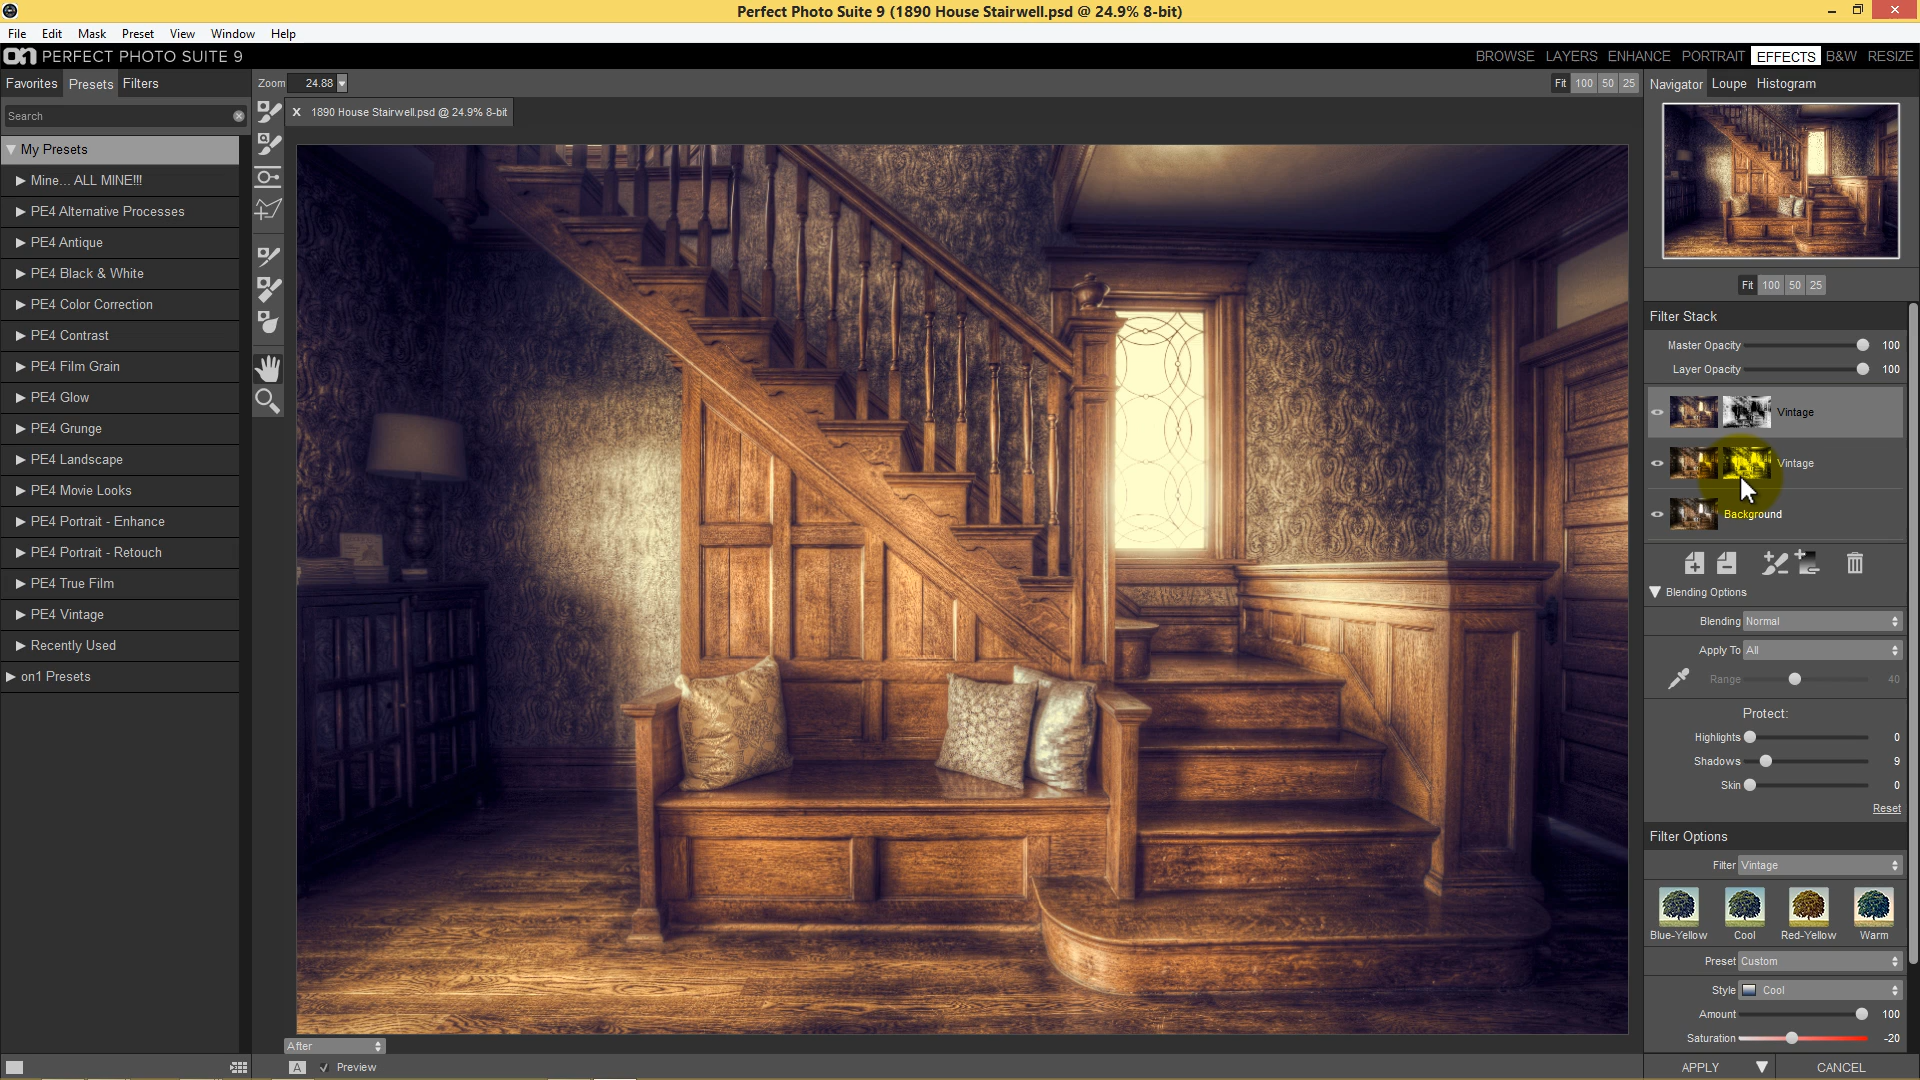 Perfect Photo Suite 9 (1890 House Stairwell.psd @ 24.9% 8-bit)
File Edit Mask Preset View Window Help
on PERFECT PHOTO SUITE 9
BROWSE LAYERS ENHANCE PORTRAIT EFFECTS B&W RESIZE
Favorites Presets Filters
Search
My Presets
Mine... ALL MINE!!!
PE4 Alternative Processes
PE4 Antique
PE4 Black & White
PE4 Color Correction
PE4 Contrast
PE4 Film Grain
PE4 Glow
PE4 Grunge
PE4 Landscape
PE4 Movie Looks
PE4 Portrait - Enhance
PE4 Portrait - Retouch
PE4 True Film
PE4 Vintage
Recently Used
on1 Presets
Zoom 24.88
Fit 100 50 25
X 1890 House Stairwell.psd @ 24.9% 8-bit
After
A Preview
Navigator Loupe Histogram
Fit 100 50 25
Filter Stack
Master Opacity 100
Layer Opacity 100
Vintage
Vintage
Background
Blending Options
Blending Normal
Apply To All
Range 40
Protect:
Highlights 0
Shadows 9
Skin 0
Reset
Filter Options
Filter Vintage
Blue-Yellow Cool Red-Yellow Warm
Preset Custom
Style Cool
Amount 100
Saturation -20
APPLY CANCEL